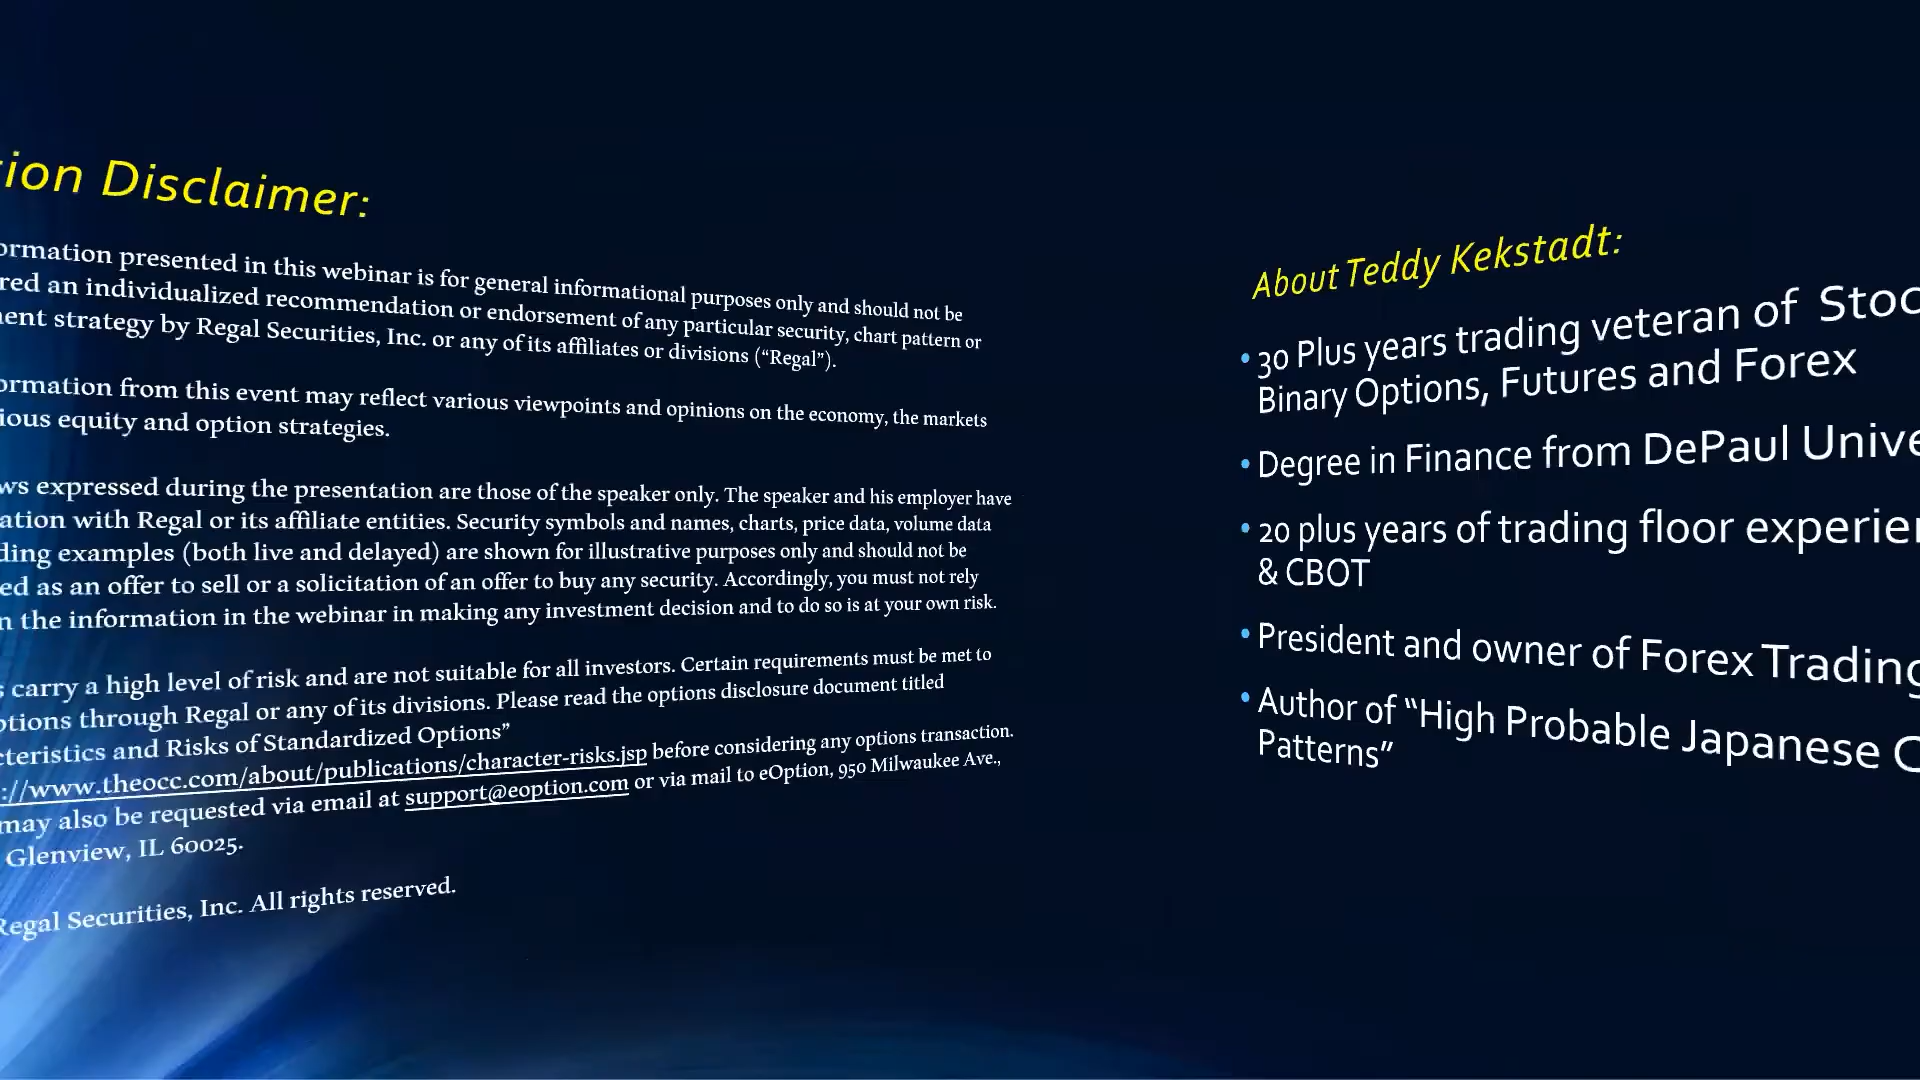 ion Disclaimer:
ormation presented in this webinar is for general informational purposes only and should not be
red an individualized recommendation or endorsement of any particular security, chart pattern or
ent strategy by Regal Securities, Inc. or any of its affiliates or divisions (“Regal”).
ormation from this event may reflect various viewpoints and opinions on the economy, the markets
ious equity and option strategies.
ws expressed during the presentation are those of the speaker only. The speaker and his employer have
ation with Regal or its affiliate entities. Security symbols and names, charts, price data, volume data
ding examples (both live and delayed) are shown for illustrative purposes only and should not be
ed as an offer to sell or a solicitation of an offer to buy any security. Accordingly, you must not rely
n the information in the webinar in making any investment decision and to do so is at your own risk.
s carry a high level of risk and are not suitable for all investors. Certain requirements must be met to
ptions through Regal or any of its divisions. Please read the options disclosure document titled
cteristics and Risks of Standardized Options”
://www.theocc.com/about/publications/character-risks.jsp before considering any options transaction.
may also be requested via email at support@eoption.com or via mail to eOption, 950 Milwaukee Ave.,
Glenview, IL 60025.
Regal Securities, Inc. All rights reserved.
About Teddy Kekstadt:
• 30 Plus years trading veteran of Stoc
Binary Options, Futures and Forex
• Degree in Finance from DePaul Unive
• 20 plus years of trading floor experien
& CBOT
• President and owner of Forex Trading
• Author of “High Probable Japanese C
Patterns”